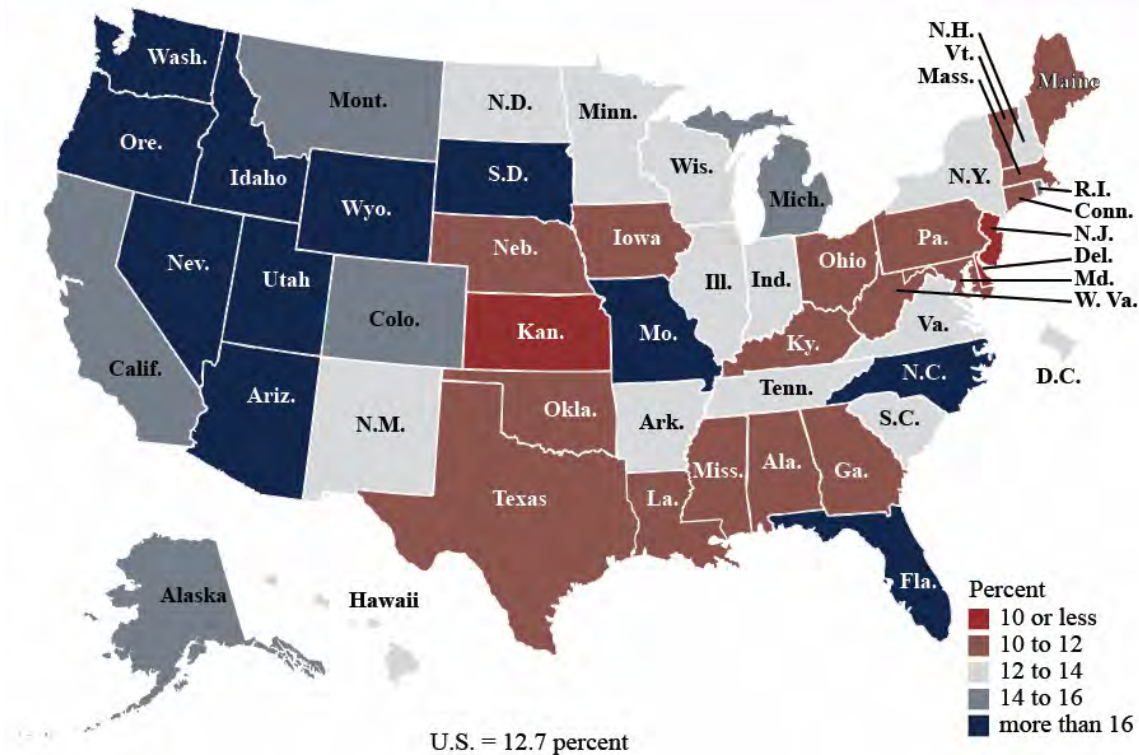 N.H.
Vt.
Mass.
Wash.
Maine
Mont.
N.D.
Minn.
Ore.
Idaho
S.D.
Wis.
N.Y.
R.I.
Wyo.
Mich.
Conn.
Neb.
Iowa
Pa.
N.J.
Nev.
Utah
Ohio
Del.
Ill.
Ind.
Md.
Colo.
W. Va.
Kan.
Mo.
Va.
Ky.
Calif.
D.C.
N.C.
Ariz.
Tenn.
Okla.
N.M.
Ark.
S.C.
Miss.
Ala.
Ga.
Texas
La.
Fla.
Alaska
Hawaii
Percent
10 or less
10 to 12
12 to 14
14 to 16
more than 16
U.S. = 12.7 percent